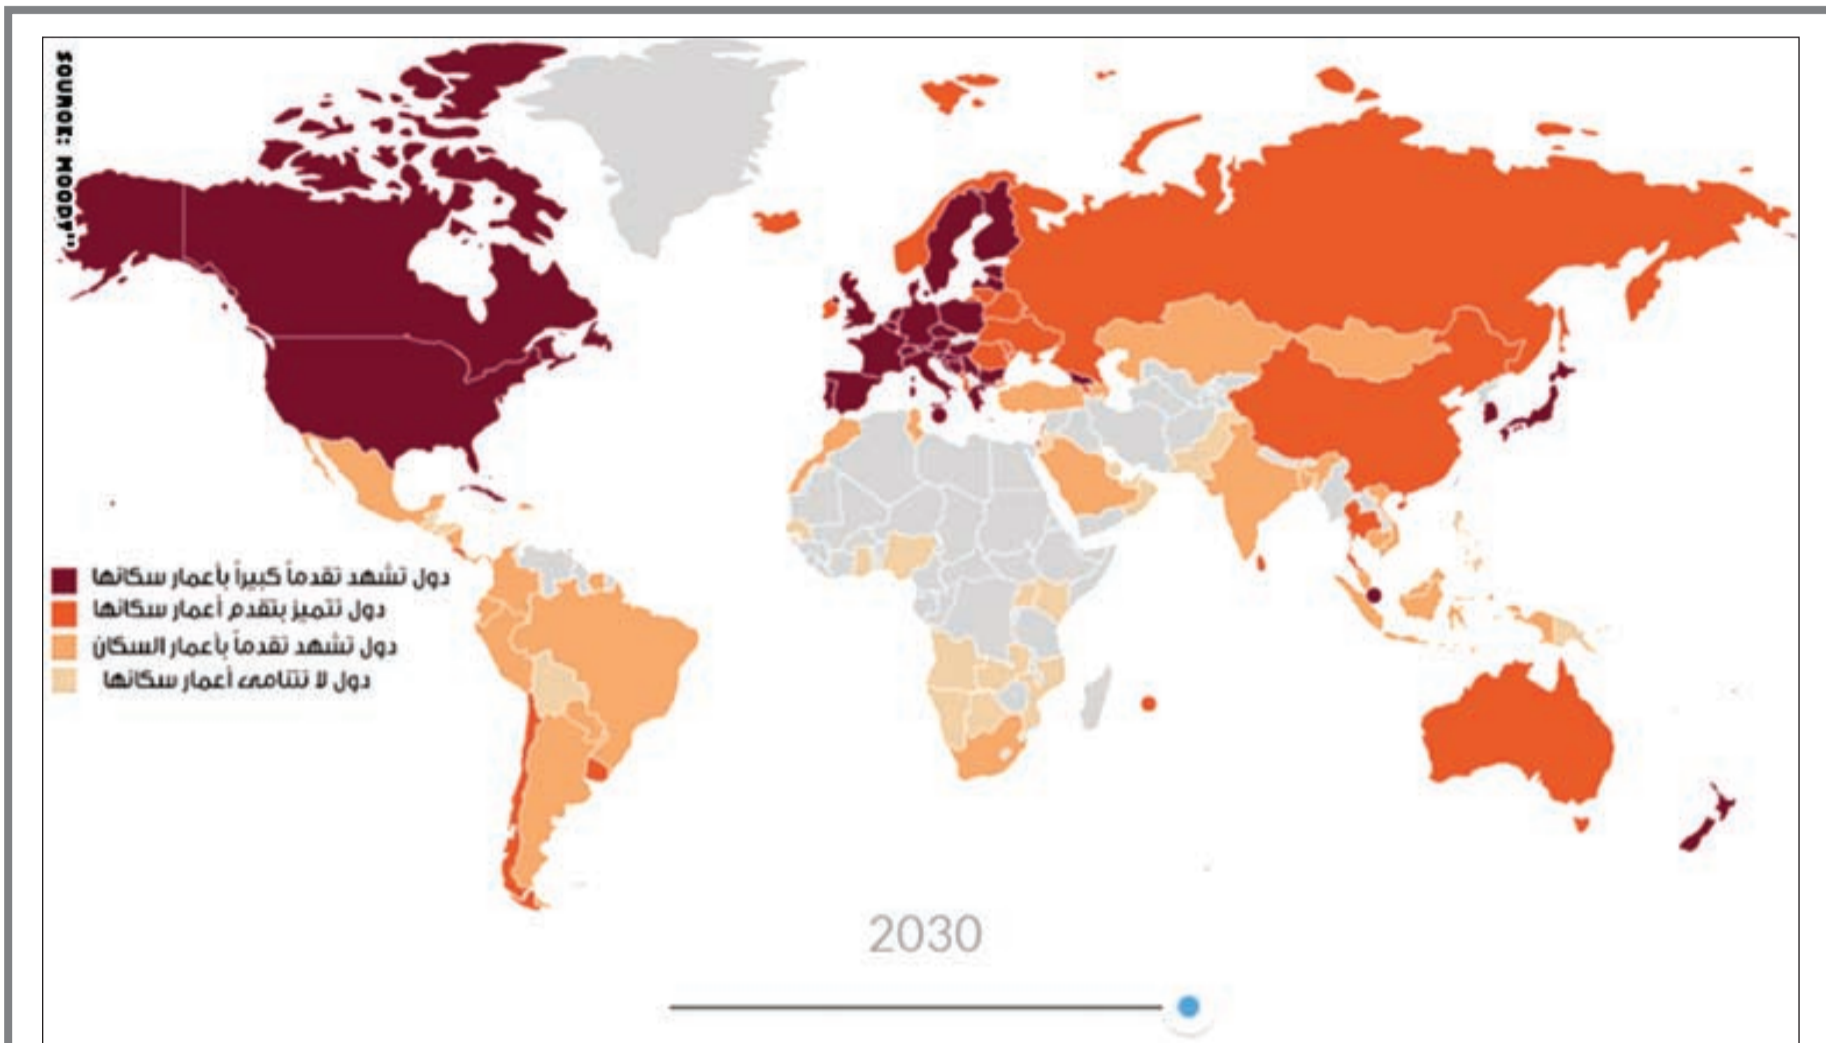 SOURCE: MOODY"
دول تشهد تقدماً كبيراً بأعمار سكانها
دول تتميز بتقدم أعمار سكانها
دول تشهد تقدماً بأعمار السكان
دول لا تتنامى أعمار سكانها
2030